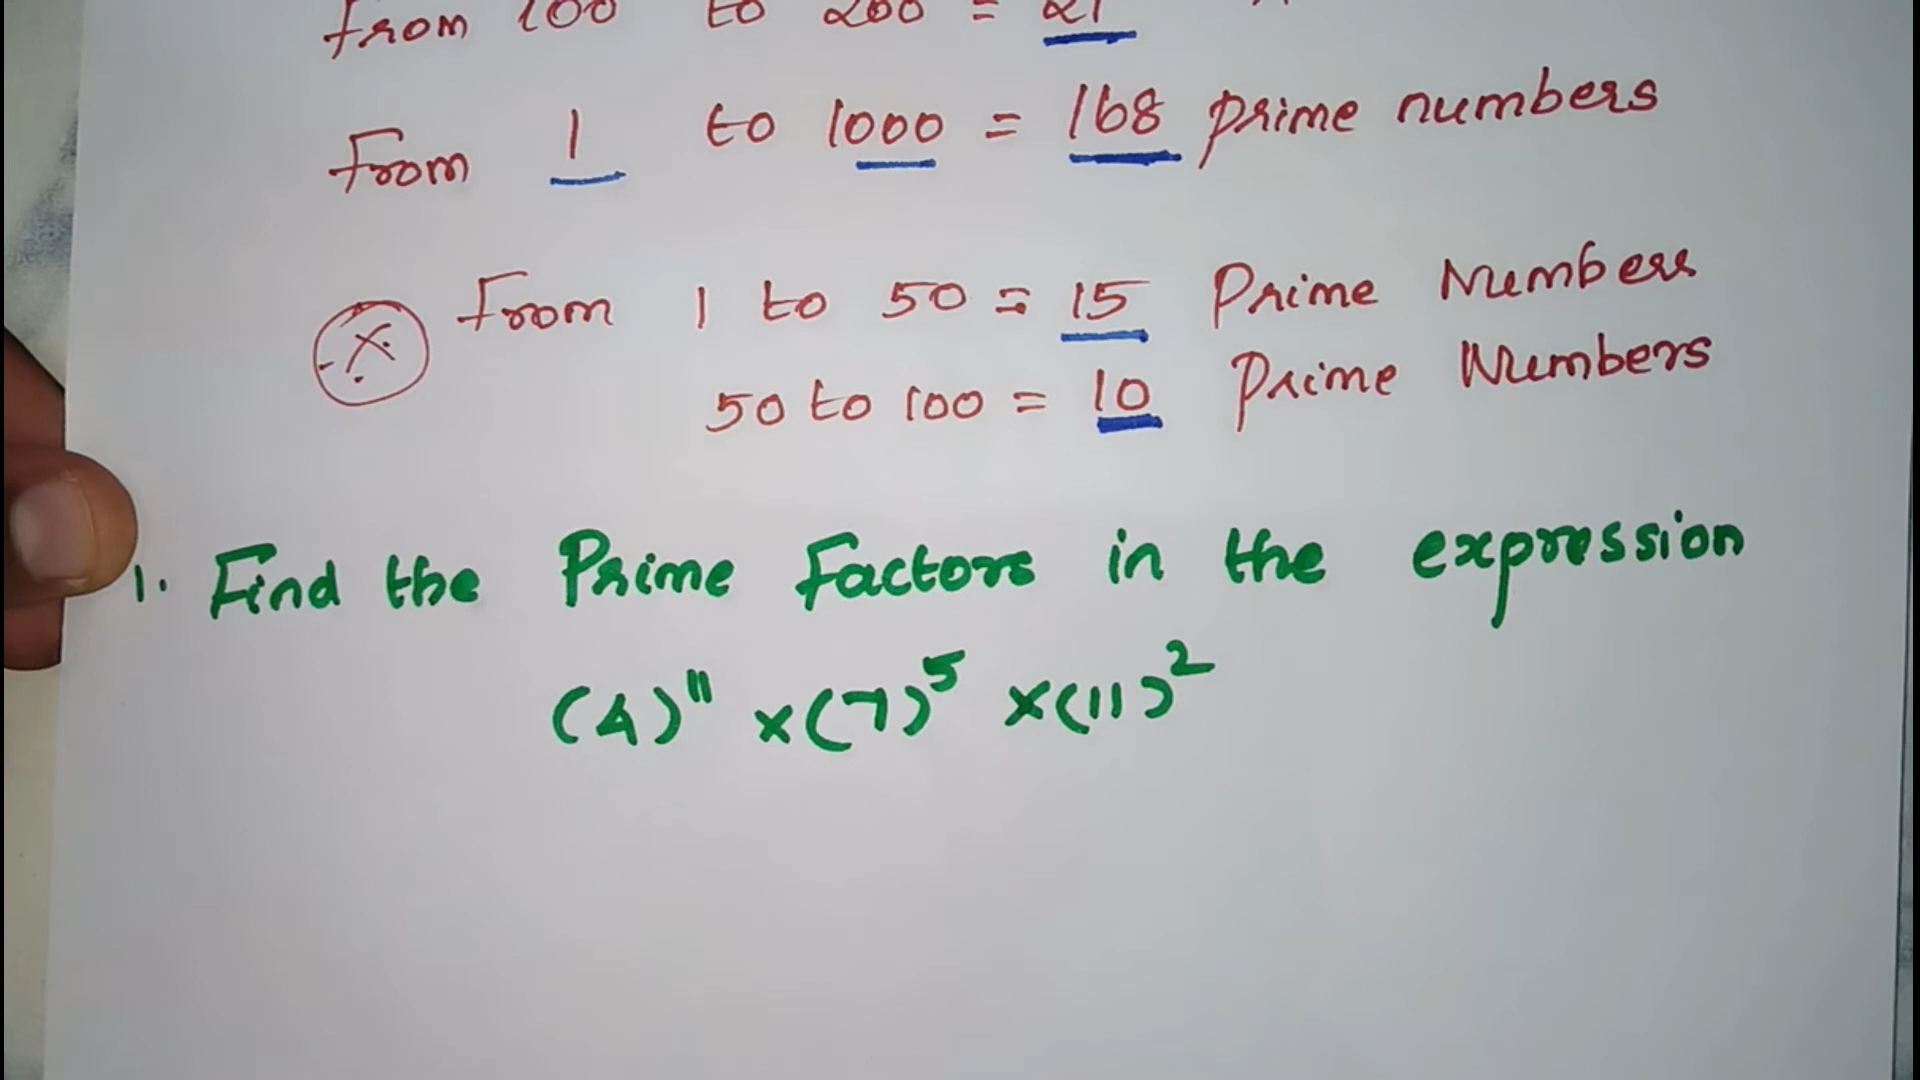 From 100 to 200 = 21
From 1 to 1000 = 168 prime numbers
From 1 to 50 = 15 Prime Numbers
50 to 100 = 10 Prime Numbers
1. Find the Prime Factors in the expression
(4)¹¹ × (7)⁵ × (11)²